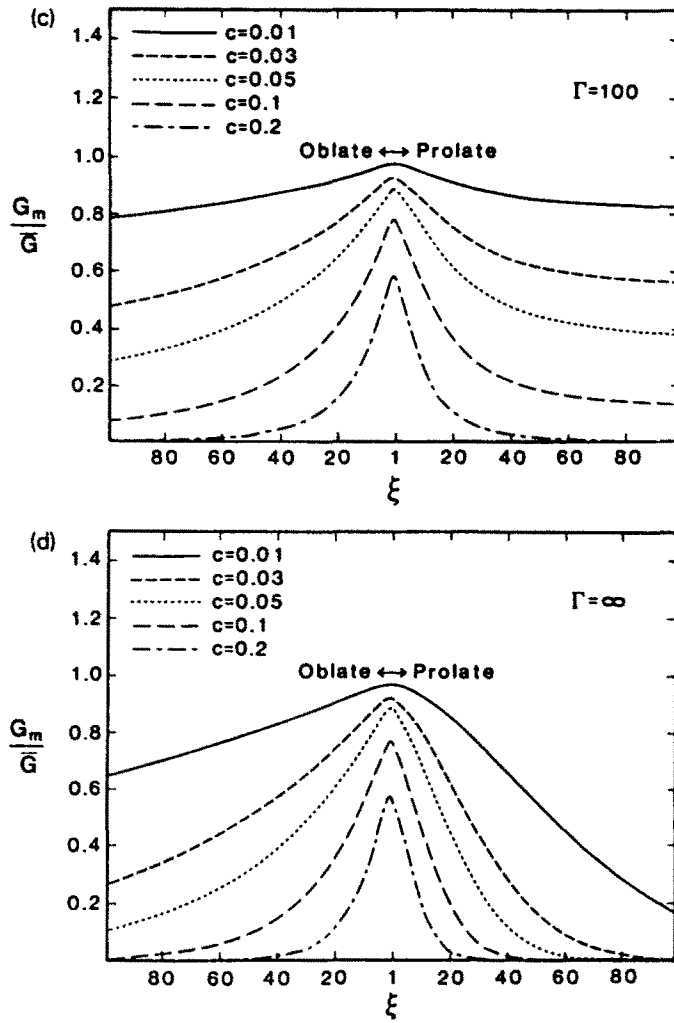 (c)
1.4
1.2
1.0
0.8
0.6
0.4
0.2
c=0.01
c=0.03
c=0.05
c=0.1
c=0.2
Γ=100
Oblate ↔ Prolate
G_m
G̅
80 60 40 20 1 20 40 60 80
ξ
(d)
1.4
1.2
1.0
0.8
0.6
0.4
0.2
c=0.01
c=0.03
c=0.05
c=0.1
c=0.2
Γ=∞
Oblate ↔ Prolate
G_m
G̅
80 60 40 20 1 20 40 60 80
ξ